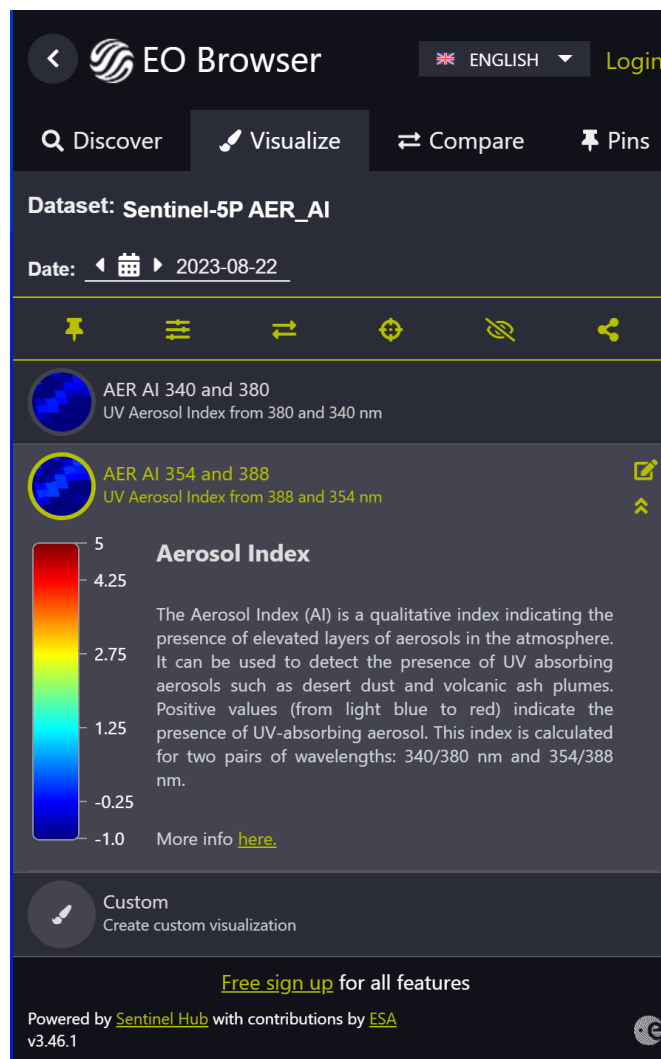 EO Browser
ENGLISH
Login
Discover
Visualize
Compare
Pins
Dataset: Sentinel-5P AER_AI
Date: 2023-08-22
AER AI 340 and 380
UV Aerosol Index from 380 and 340 nm
AER AI 354 and 388
UV Aerosol Index from 388 and 354 nm
5
4.25
2.75
1.25
-0.25
-1.0
Aerosol Index
The Aerosol Index (AI) is a qualitative index indicating the
presence of elevated layers of aerosols in the atmosphere.
It can be used to detect the presence of UV absorbing
aerosols such as desert dust and volcanic ash plumes.
Positive values (from light blue to red) indicate the
presence of UV-absorbing aerosol. This index is calculated
for two pairs of wavelengths: 340/380 nm and 354/388
nm.
More info here.
Custom
Create custom visualization
Free sign up for all features
Powered by Sentinel Hub with contributions by ESA
v3.46.1